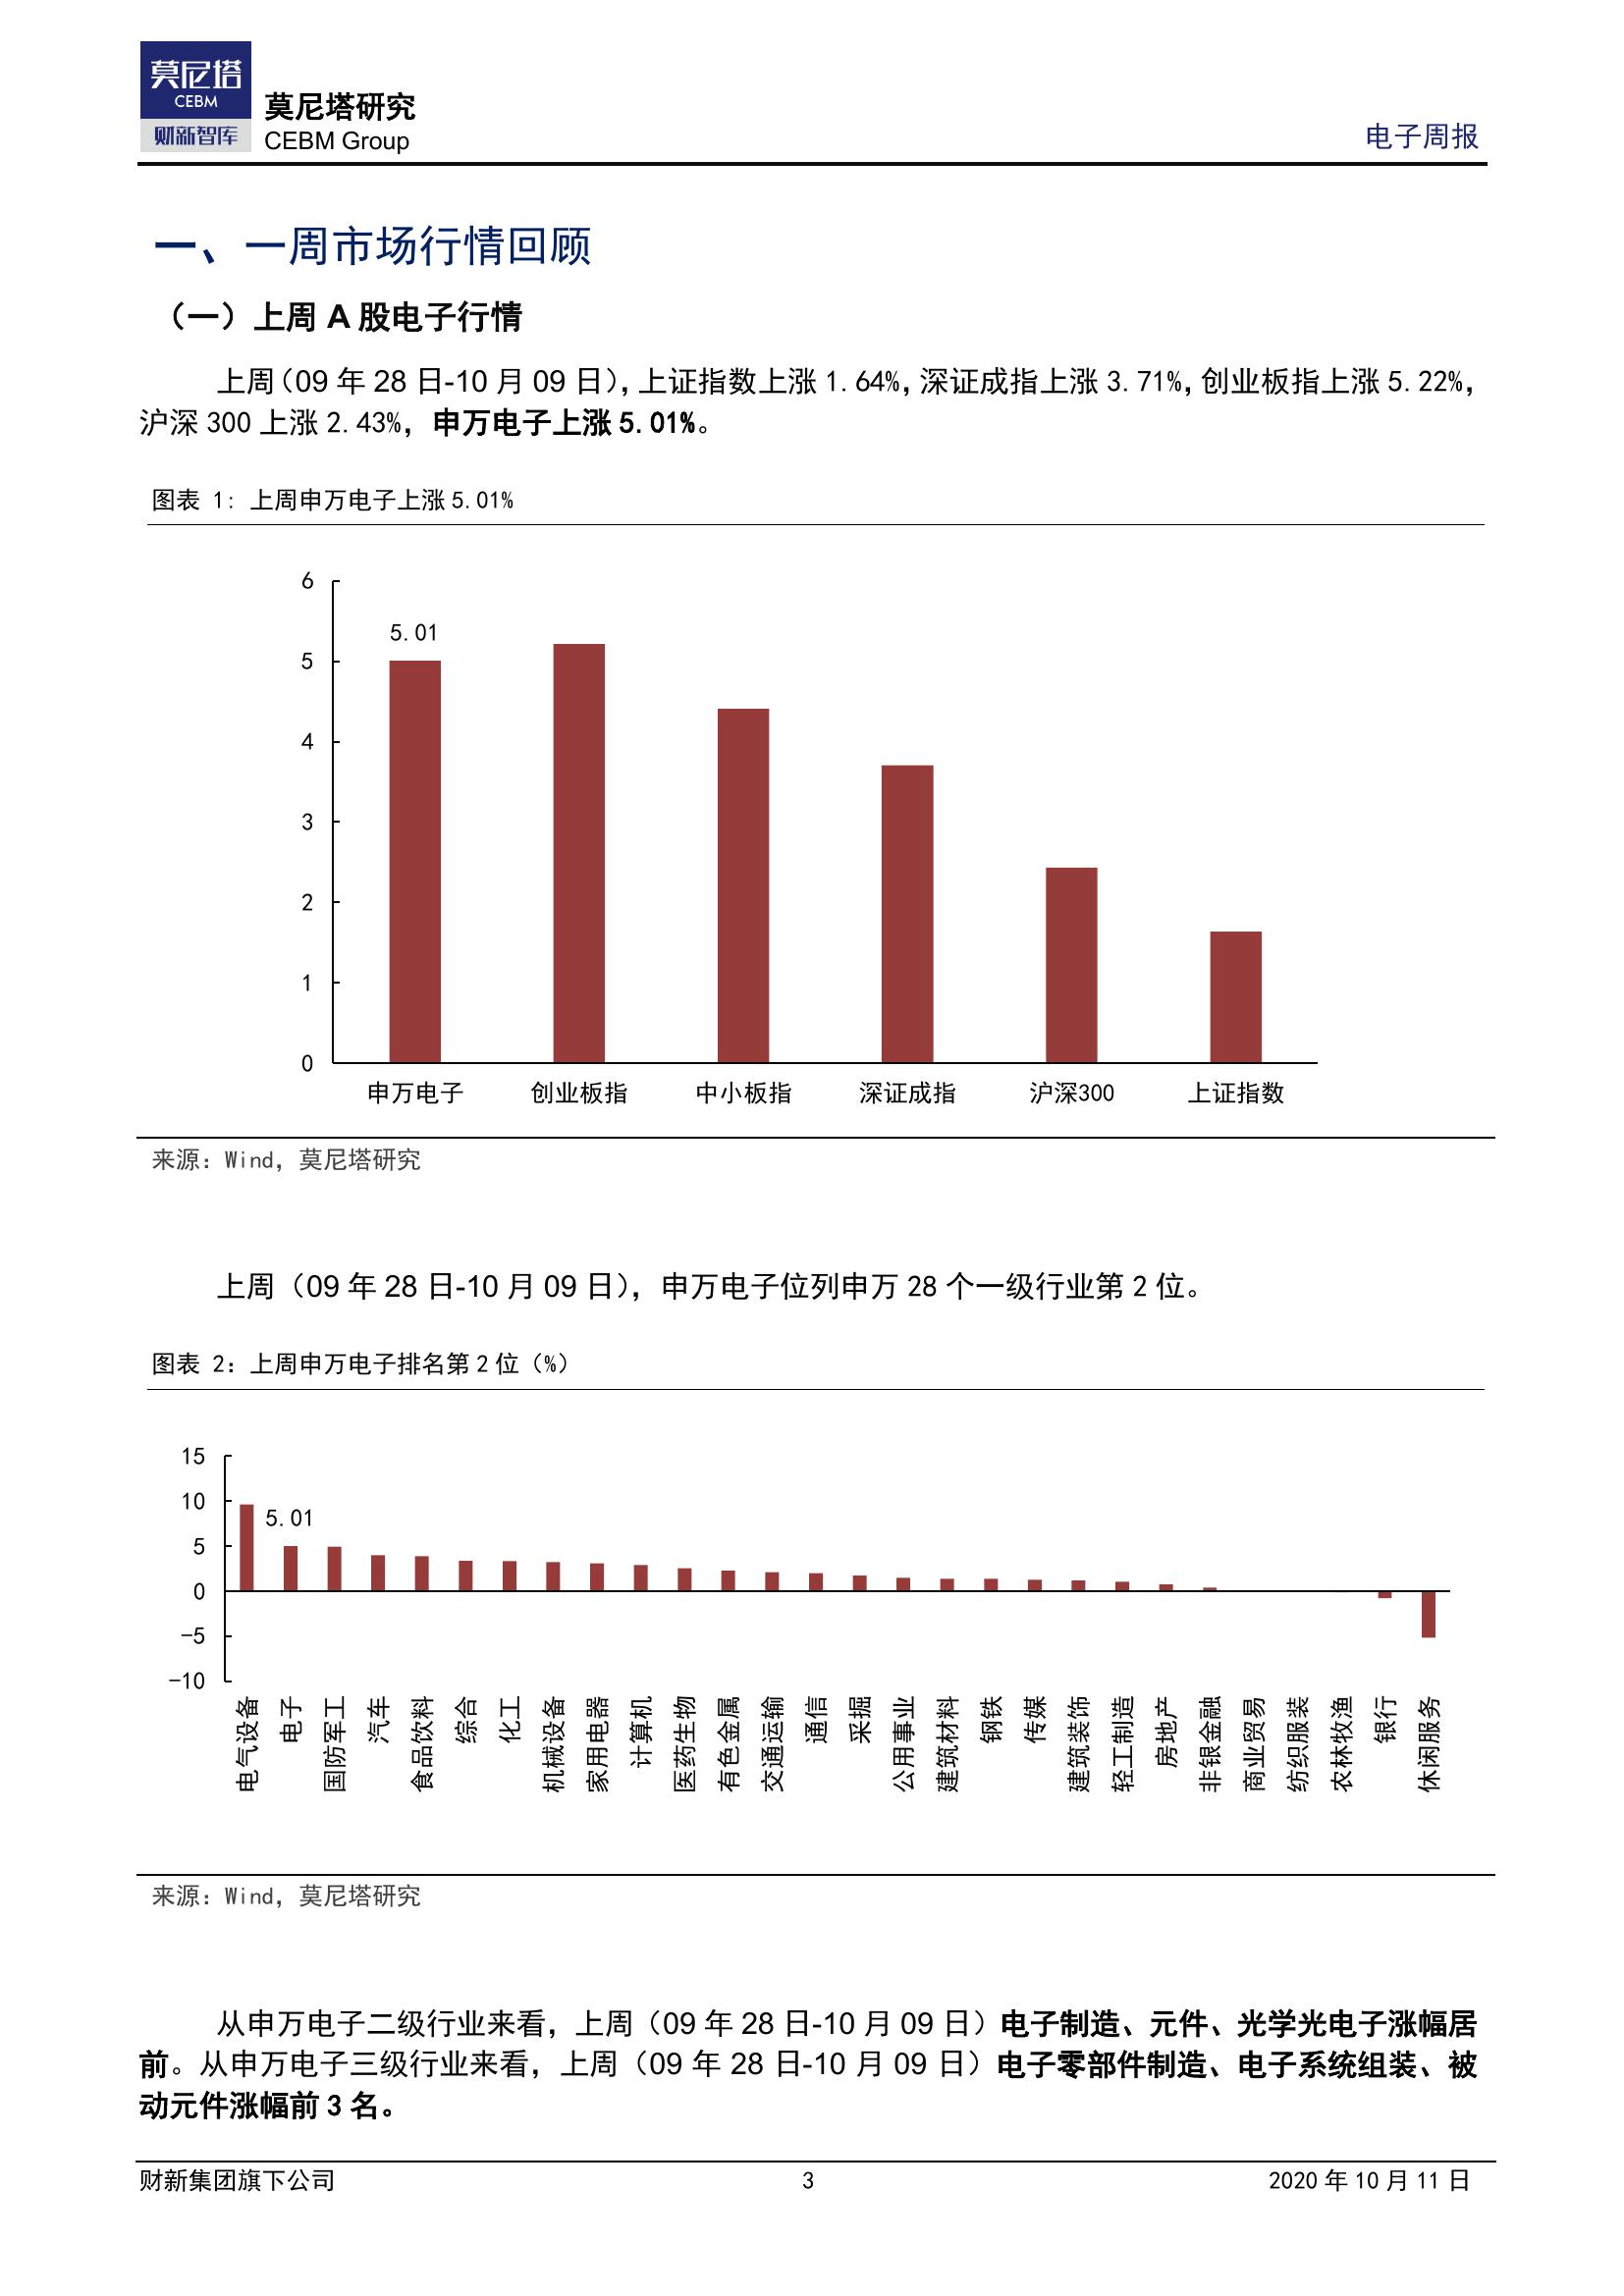 莫尼塔
CEBM
财新智库
莫尼塔研究
CEBM Group
电子周报
一、一周市场行情回顾
（一）上周 A 股电子行情
上周（09 年 28 日-10 月 09 日），上证指数上涨 1.64%，深证成指上涨 3.71%，创业板指上涨 5.22%，
沪深 300 上涨 2.43%，申万电子上涨 5.01%。
图表 1：上周申万电子上涨 5.01%
6
5
4
3
2
1
0
5.01
申万电子 创业板指 中小板指 深证成指 沪深300 上证指数
来源：Wind，莫尼塔研究
上周（09 年 28 日-10 月 09 日），申万电子位列申万 28 个一级行业第 2 位。
图表 2：上周申万电子排名第 2 位（%）
15
10
5
0
-5
-10
5.01
电气设备
电子
国防军工
汽车
食品饮料
综合
化工
机械设备
家用电器
计算机
医药生物
有色金属
交通运输
通信
采掘
公用事业
建筑材料
钢铁
传媒
建筑装饰
轻工制造
房地产
非银金融
商业贸易
纺织服装
农林牧渔
银行
休闲服务
来源：Wind，莫尼塔研究
从申万电子二级行业来看，上周（09 年 28 日-10 月 09 日）电子制造、元件、光学光电子涨幅居
前。从申万电子三级行业来看，上周（09 年 28 日-10 月 09 日）电子零部件制造、电子系统组装、被
动元件涨幅前 3 名。
财新集团旗下公司 3 2020 年 10 月 11 日